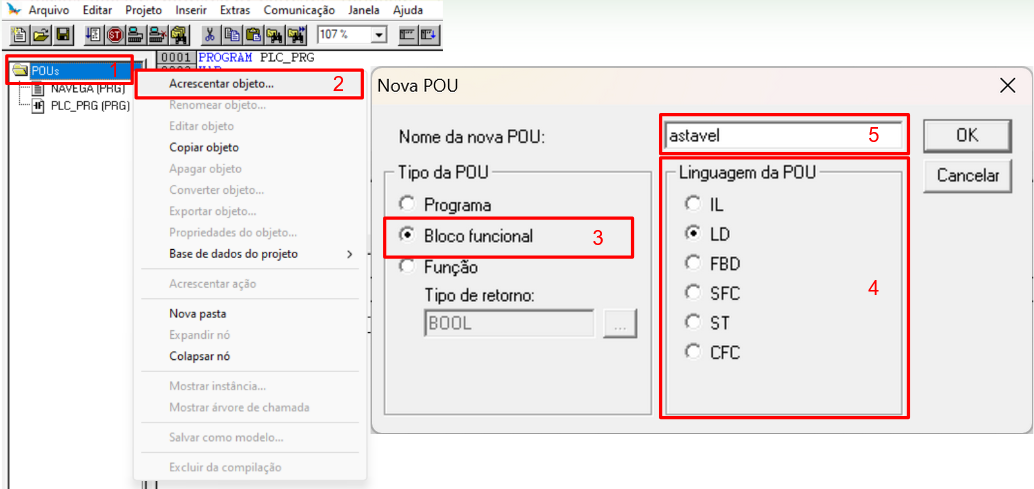 Arquivo Editar Projeto Inserir Extras Comunicação Janela Ajuda
107 %
POUs 1
NAVEGA (PRG)
PLC_PRG (PRG)
0001 PROGRAM PLC_PRG
Acrescentar objeto... 2
Renomear objeto...
Editar objeto
Copiar objeto
Apagar objeto
Converter objeto...
Exportar objeto...
Propriedades do objeto...
Base de dados do projeto
Acrescentar ação
Nova pasta
Expandir nó
Colapsar nó
Mostrar instância...
Mostrar árvore de chamada
Salvar como modelo...
Excluir da compilação
Nova POU
Nome da nova POU: astavel 5 OK
Cancelar
Tipo da POU
Programa
Bloco funcional 3
Função
Tipo de retorno:
BOOL ...
Linguagem da POU
IL
LD
FBD
SFC
ST
CFC
4